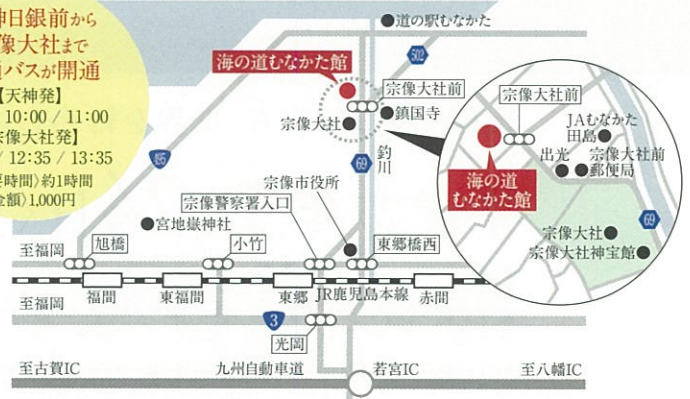 日銀前から
像大社まで
バスが開通
【天神発】
10:00 / 11:00
像大社発】
/ 12:35 / 13:35
時間〉約1時間
金額〉1,000円
道の駅むなかた
502
海の道むなかた館
宗像大社前
鎮国寺
宗像大社
495
69
釣川
宗像市役所
宗像警察署入口
宮地嶽神社
至福岡
旭橋
小竹
東郷橋西
至福岡
福間
東福間
東郷
JR鹿児島本線
赤間
3
光岡
至古賀IC
九州自動車道
若宮IC
至八幡IC
宗像大社前
JAむなかた
田島
出光
宗像大社前
郵便局
海の道
むなかた館
69
宗像大社
宗像大社神宝館